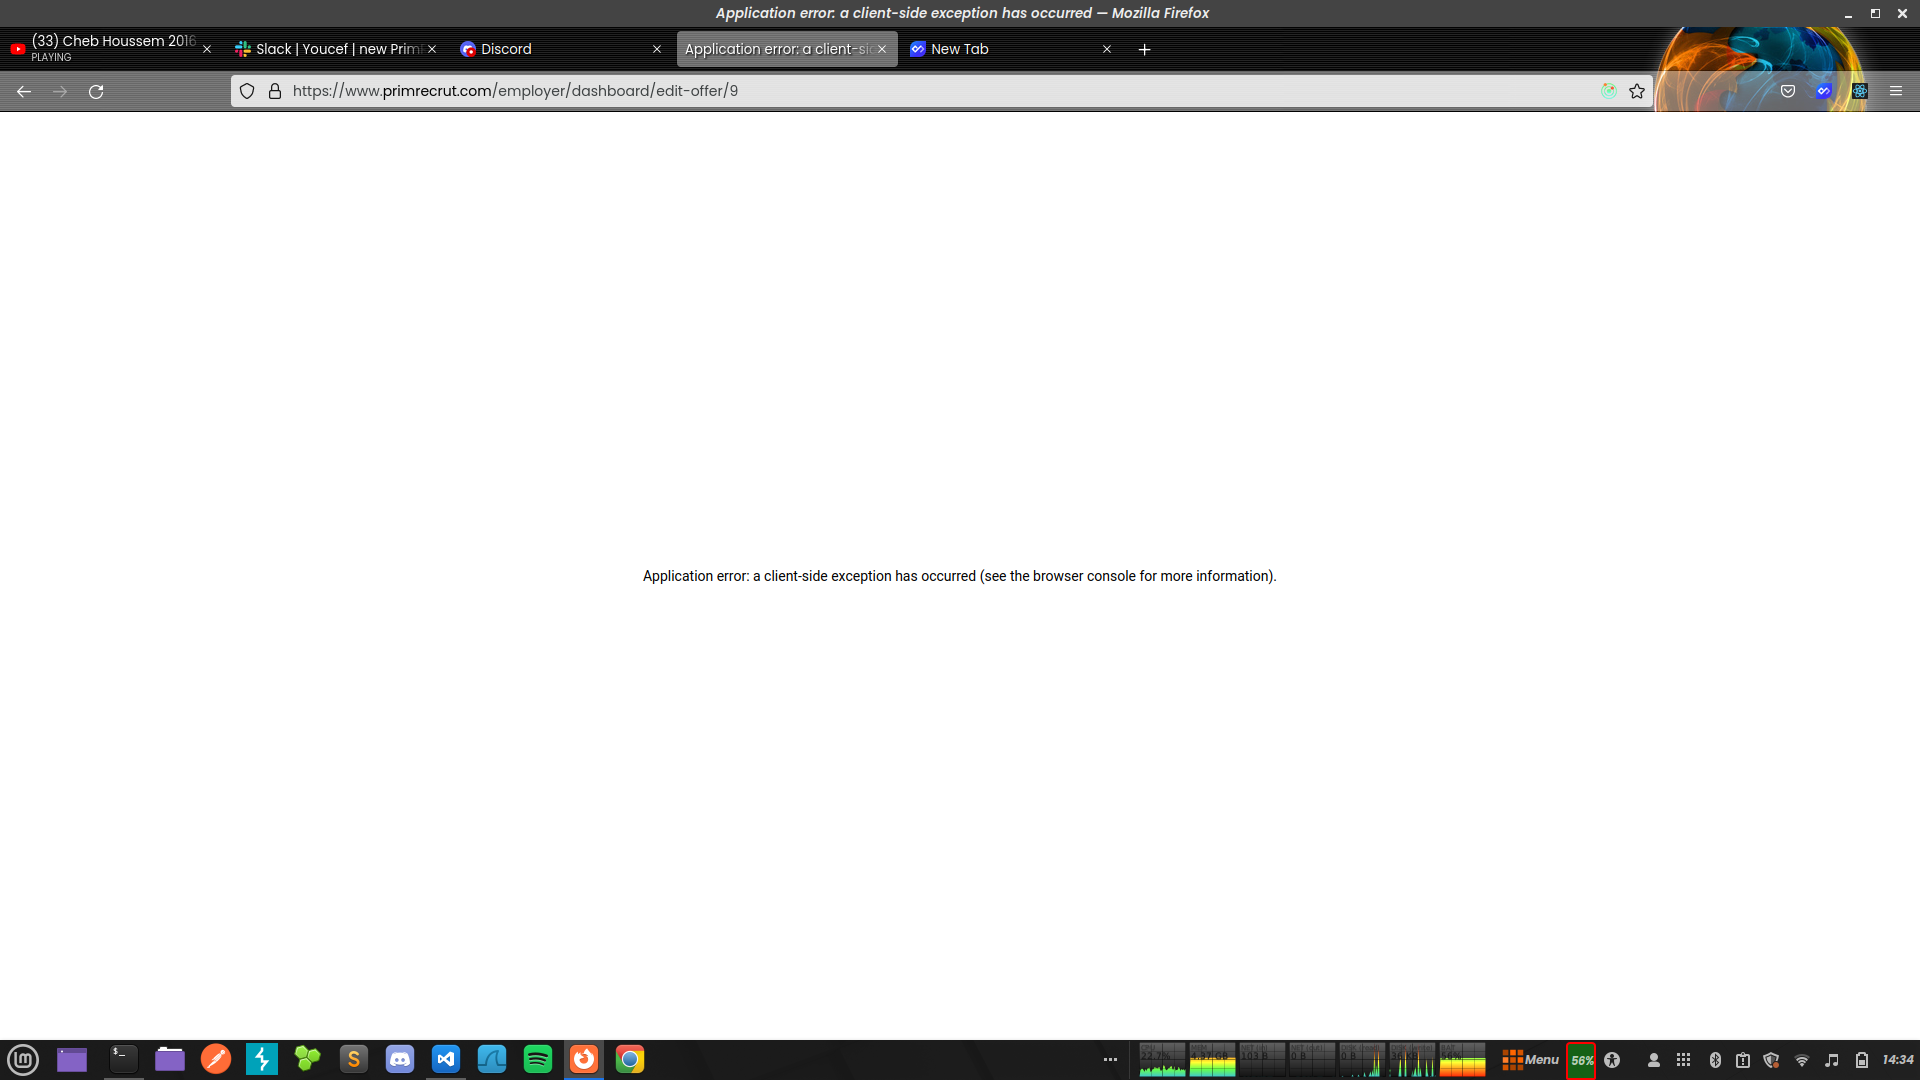 Application error: a client-side exception has occurred — Mozilla Firefox
(33) Cheb Houssem 2016
PLAYING
Slack | Youcef | new Prim
Discord
Application error: a client-si
New Tab
https://www.primrecrut.com/employer/dashboard/edit-offer/9
Application error: a client-side exception has occurred (see the browser console for more information).
Menu
56%
14:34